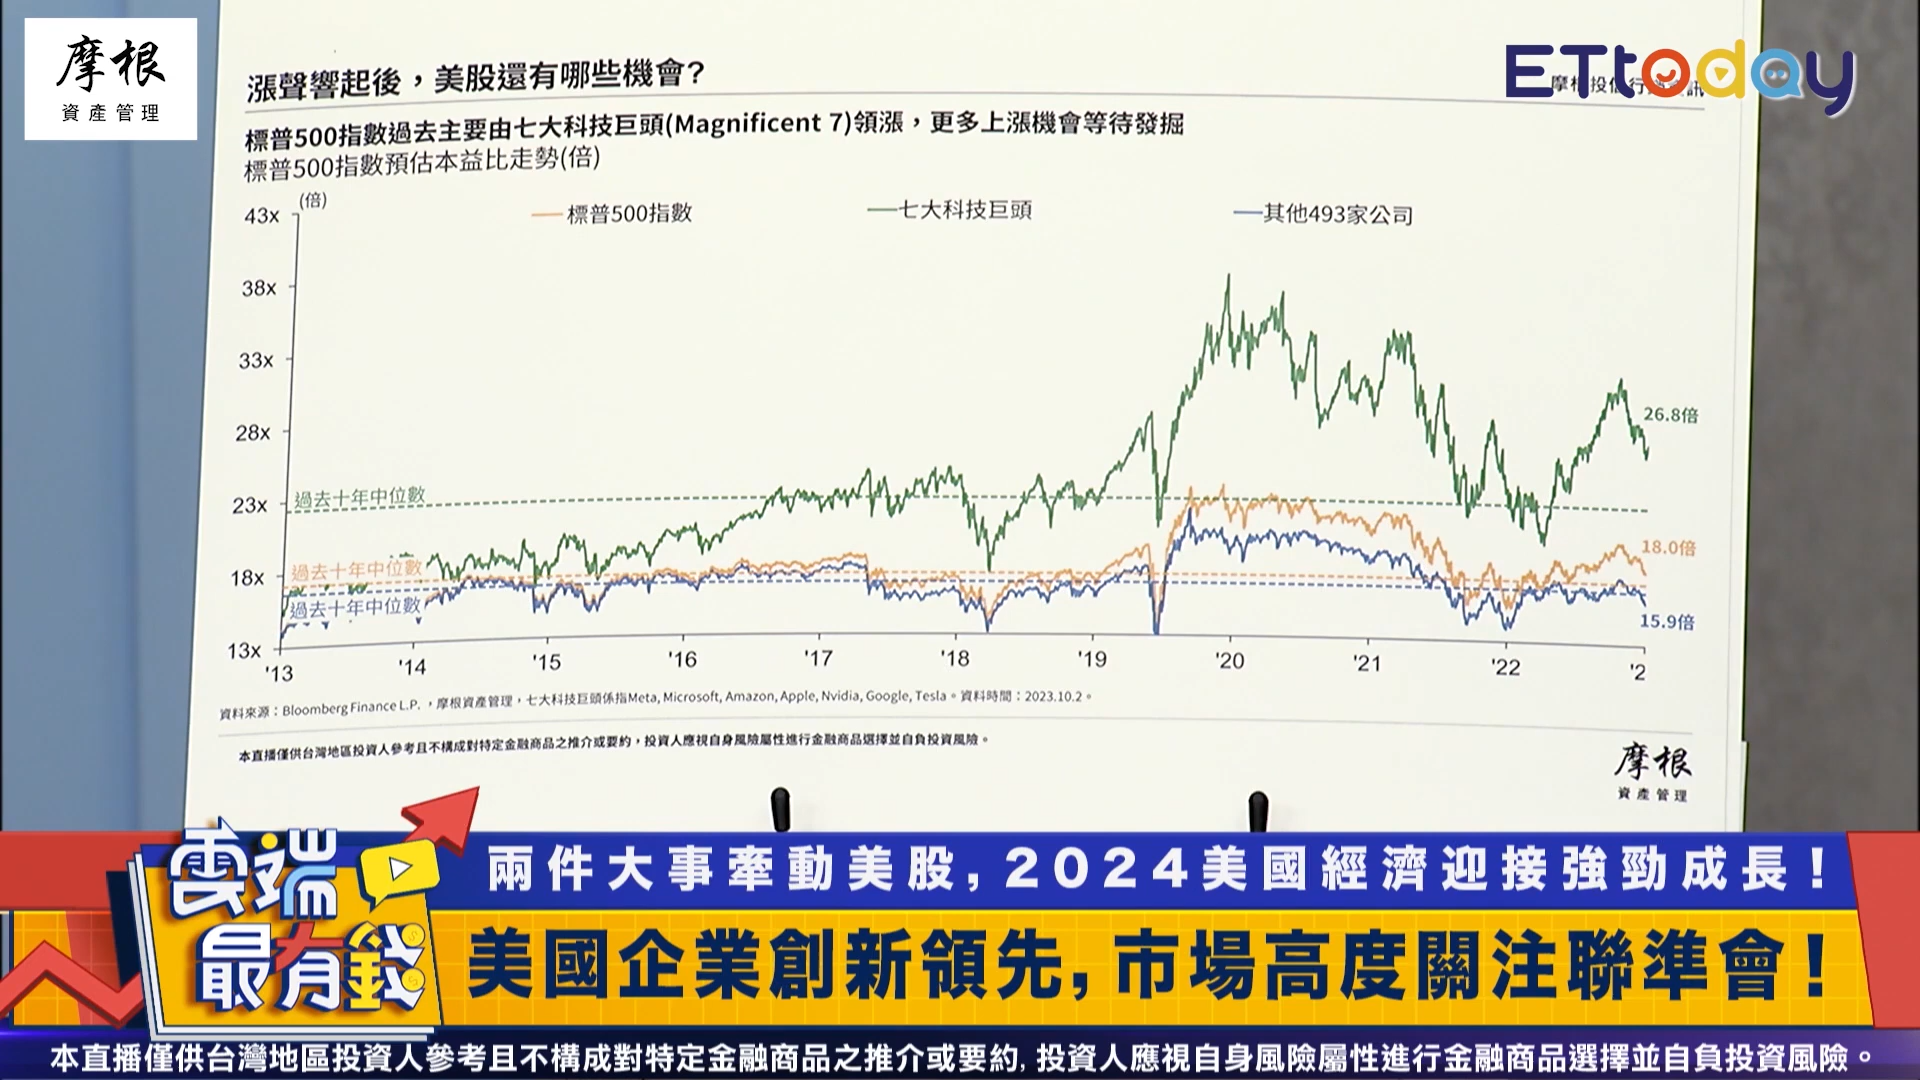 摩根
資產管理
ETtoday
漲聲響起後，美股還有哪些機會?
標普500指數過去主要由七大科技巨頭(Magnificent 7)領漲，更多上漲機會等待發掘
標普500指數預估本益比走勢(倍)
(倍)
標普500指數
七大科技巨頭
其他493家公司
43x
38x
33x
28x
23x
18x
13x
過去十年中位數
過去十年中位數
過去十年中位數
26.8倍
18.0倍
15.9倍
'13
'14
'15
'16
'17
'18
'19
'20
'21
'22
'2
資料來源：Bloomberg Finance L.P.，摩根資產管理，七大科技巨頭係指Meta, Microsoft, Amazon, Apple, Nvidia, Google, Tesla。資料時間：2023.10.2。
本直播僅供台灣地區投資人參考且不構成對特定金融商品之推介或要約，投資人應視自身風險屬性進行金融商品選擇並自負投資風險。
摩根
資產管理
雲端
最有錢
兩件大事牽動美股, 2024美國經濟迎接強勁成長！
美國企業創新領先, 市場高度關注聯準會！
本直播僅供台灣地區投資人參考且不構成對特定金融商品之推介或要約, 投資人應視自身風險屬性進行金融商品選擇並自負投資風險。